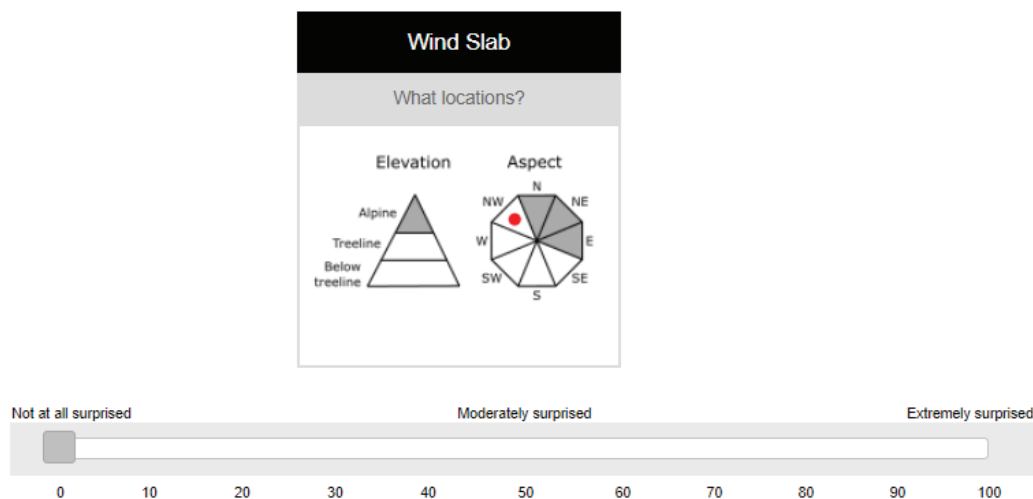 Wind Slab
What locations?
Elevation Aspect
Alpine
Treeline
Below
treeline
N
NW NE
W E
SW SE
S
Not at all surprised Moderately surprised Extremely surprised
0 10 20 30 40 50 60 70 80 90 100